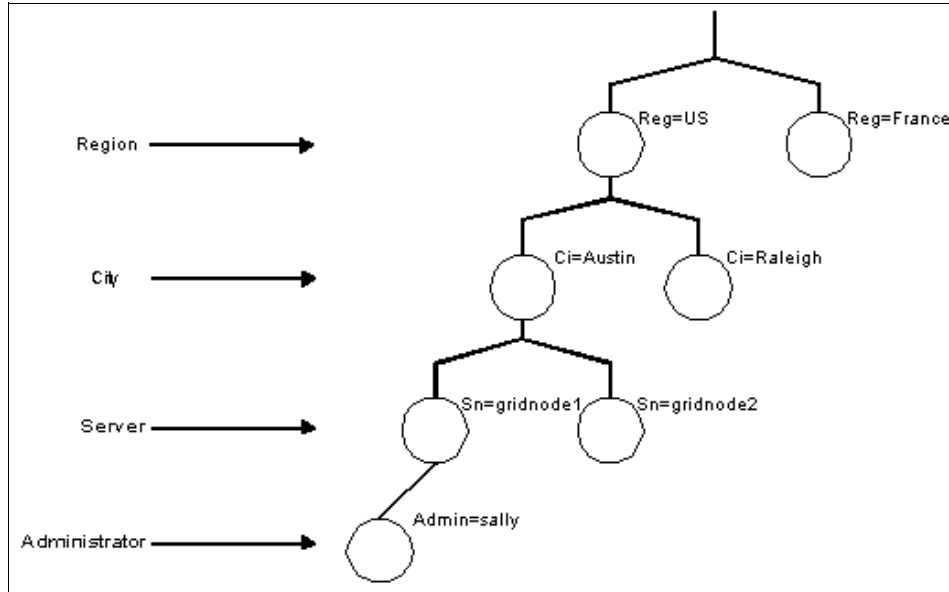 Reg=US
Reg=France
Region
Ci=Austin
Ci=Raleigh
City
Sn=gridnode1
Sn=gridnode2
Server
Admin=sally
Administrator